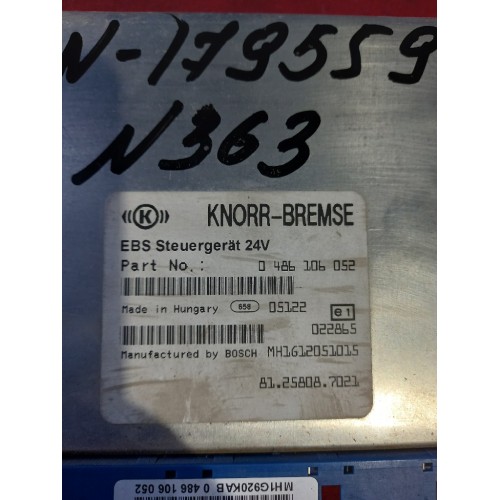 N-179559
N363
((K)) KNORR-BREMSE
EBS Steuergerät 24V
Part No.: 0 486 106 052
Made in Hungary 658 05122 e1
022865
Manufactured by BOSCH MH1G12051015
81.25808.7021
MH1G920KAB 0 486 106 052